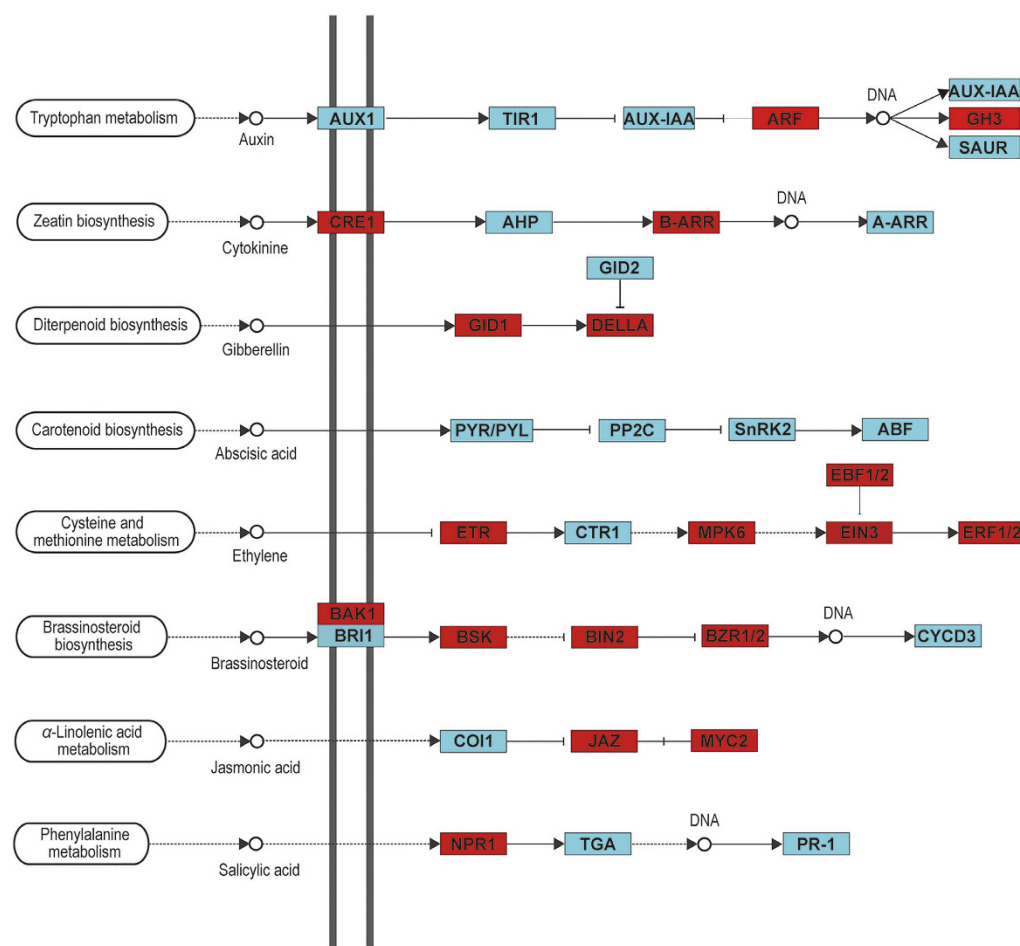 Tryptophan metabolism
Auxin
AUX1
TIR1
AUX-IAA
ARF
DNA
AUX-IAA
GH3
SAUR
Zeatin biosynthesis
Cytokinine
CRE1
AHP
B-ARR
DNA
A-ARR
GID2
Diterpenoid biosynthesis
Gibberellin
GID1
DELLA
Carotenoid biosynthesis
Abscisic acid
PYR/PYL
PP2C
SnRK2
ABF
EBF1/2
Cysteine and
methionine metabolism
Ethylene
ETR
CTR1
MPK6
EIN3
ERF1/2
Brassinosteroid
biosynthesis
Brassinosteroid
BAK1
BRI1
BSK
BIN2
BZR1/2
DNA
CYCD3
α-Linolenic acid
metabolism
Jasmonic acid
COI1
JAZ
MYC2
Phenylalanine
metabolism
Salicylic acid
NPR1
TGA
DNA
PR-1